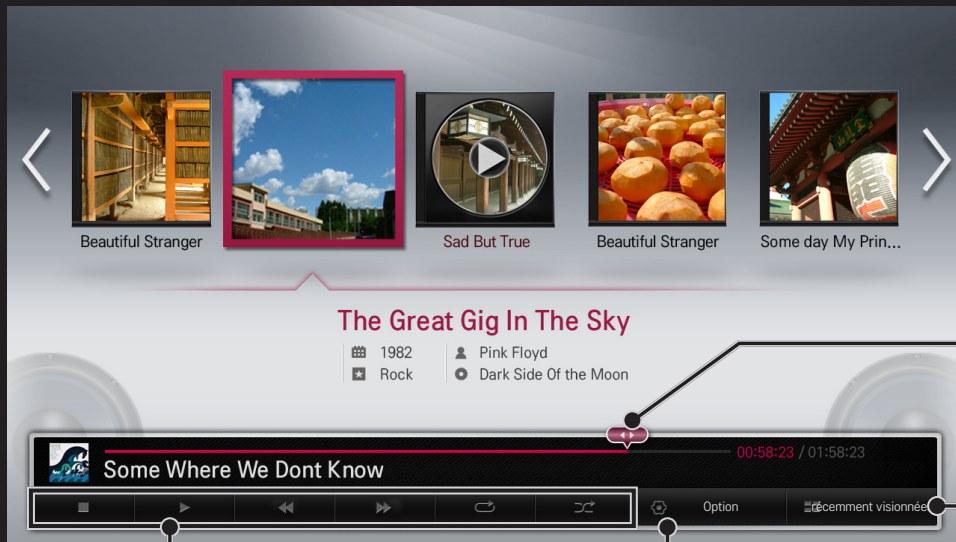 Beautiful Stranger
Sad But True
Beautiful Stranger
Some day My Prin...
The Great Gig In The Sky
1982
Pink Floyd
Rock
Dark Side Of the Moon
00:58:23 / 01:58:23
Some Where We Dont Know
Option
récemment visionnée